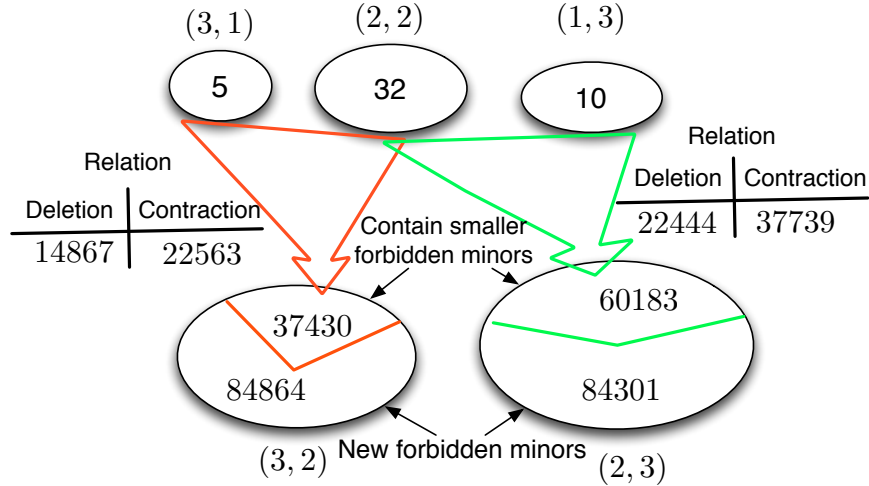 (3, 1)
(2, 2)
(1, 3)
5
32
10
Relation
Deletion Contraction
14867 22563
Relation
Deletion Contraction
22444 37739
Contain smaller
forbidden minors
37430
84864
60183
84301
New forbidden minors
(3, 2)
(2, 3)